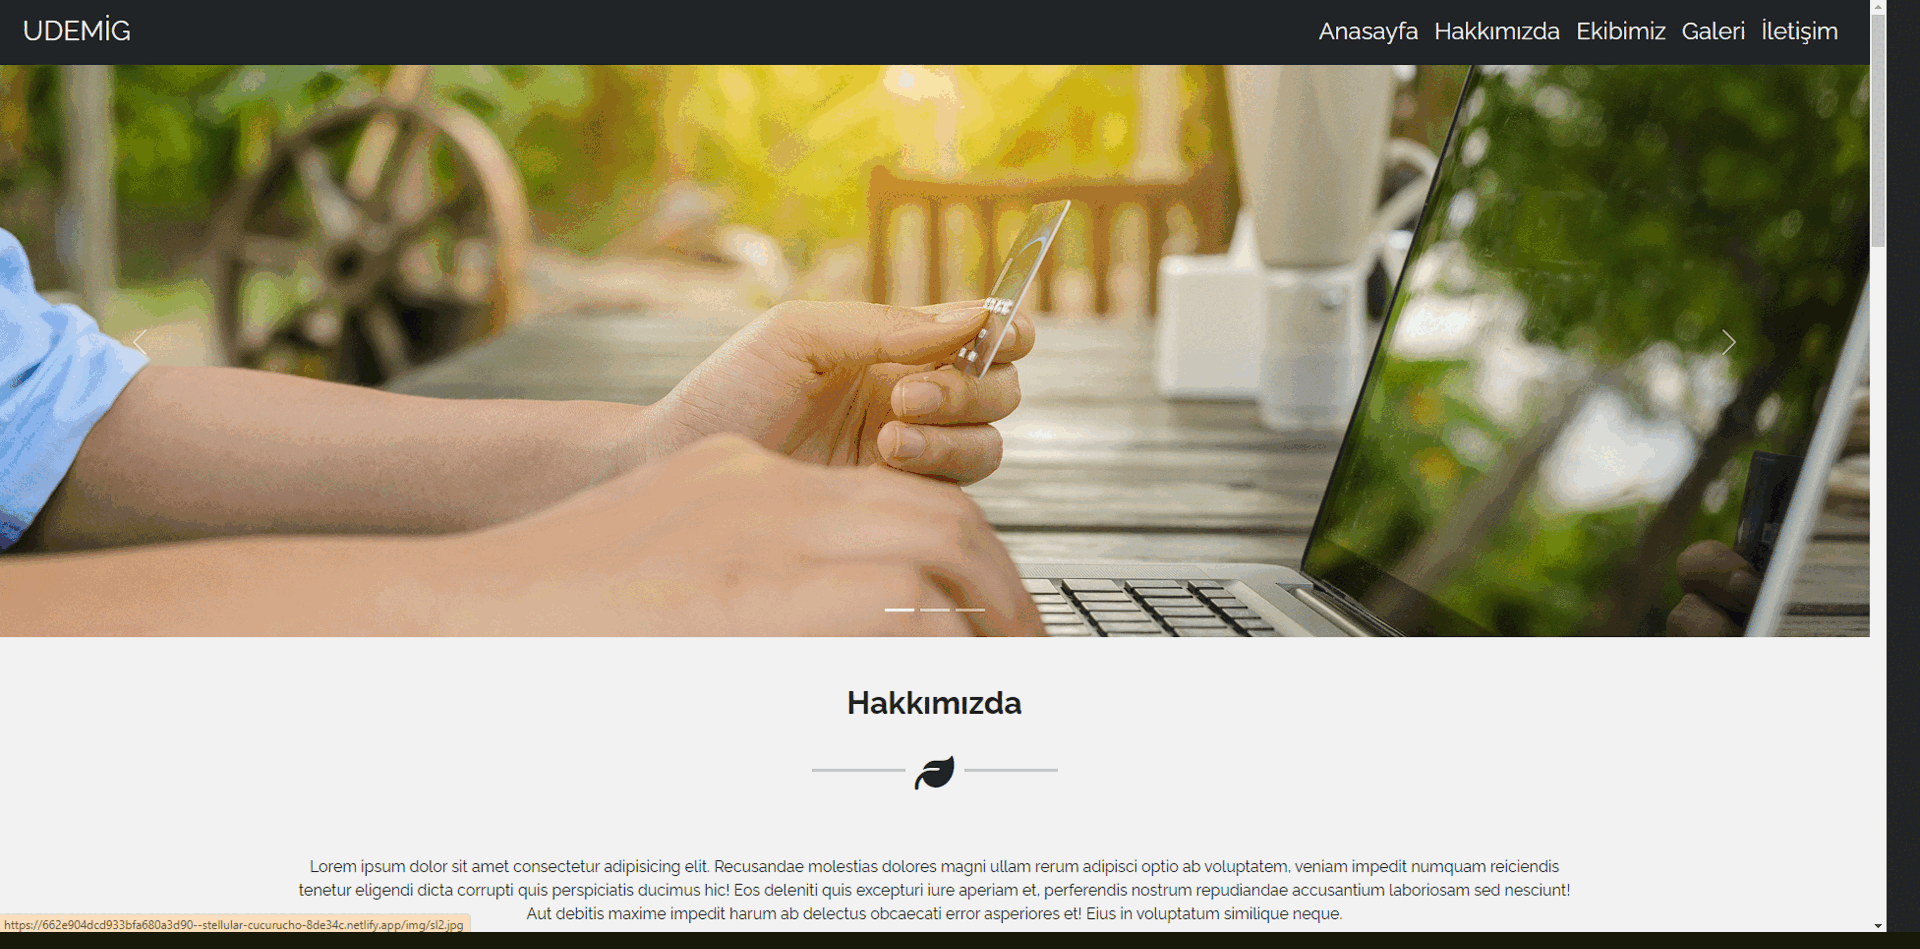 UDEMİG
Anasayfa Hakkımızda Ekibimiz Galeri İletişim
Hakkımızda
Lorem ipsum dolor sit amet consectetur adipisicing elit. Recusandae molestias dolores magni ullam rerum adipisci optio ab voluptatem, veniam impedit numquam reiciendis
tenetur eligendi dicta corrupti quis perspiciatis ducimus hic! Eos deleniti quis excepturi iure aperiam et, perferendis nostrum repudiandae accusantium laboriosam sed nesciunt!
Aut debitis maxime impedit harum ab delectus obcaecati error asperiores et! Eius in voluptatum similique neque.
https://662e904dcd933bfa680a3d90--stellular-cucurucho-8de34c.netlify.app/img/sl2.jpg